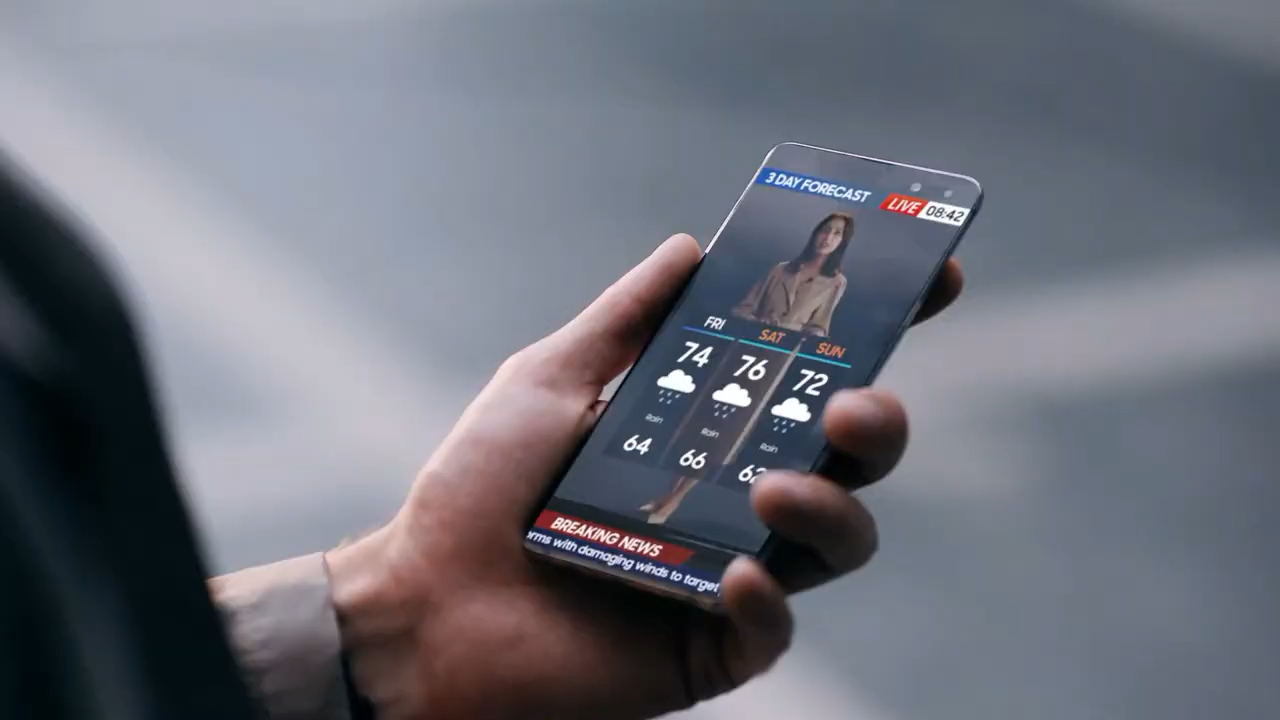 3 DAY FORECAST
LIVE 08:42
FRI SAT SUN
74 76 72
Rain Rain Rain
64 66 62
BREAKING NEWS
rms with damaging winds to target